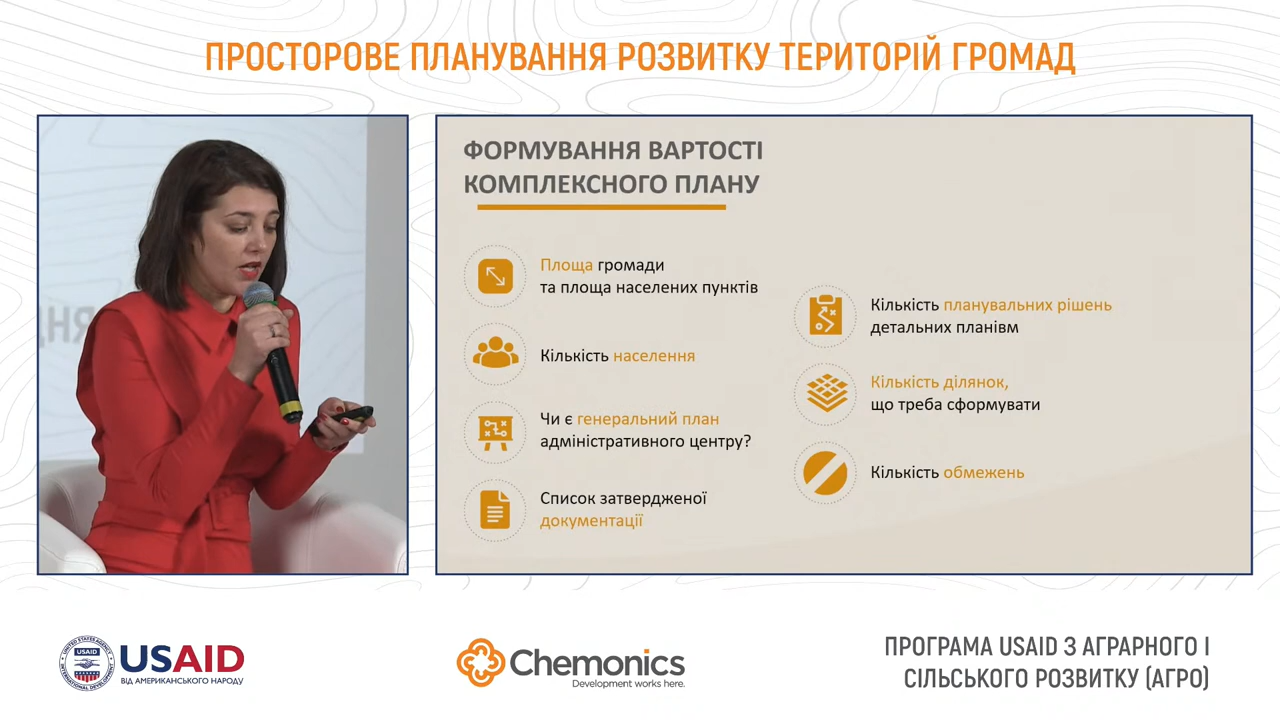 ПРОСТОРОВЕ ПЛАНУВАННЯ РОЗВИТКУ ТЕРИТОРІЙ ГРОМАД
ДНЯ
ФОРМУВАННЯ ВАРТОСТІ
КОМПЛЕКСНОГО ПЛАНУ
Площа громади
та площа населених пунктів
Кількість населення
Чи є генеральний план
адміністративного центру?
Список затвердженої
документації
Кількість планувальних рішень
детальних планівм
Кількість ділянок,
що треба сформувати
Кількість обмежень
USAID
USAID
ВІД АМЕРИКАНСЬКОГО НАРОДУ
Chemonics
Development works here.
ПРОГРАМА USAID З АГРАРНОГО І
СІЛЬСЬКОГО РОЗВИТКУ (АГРО)